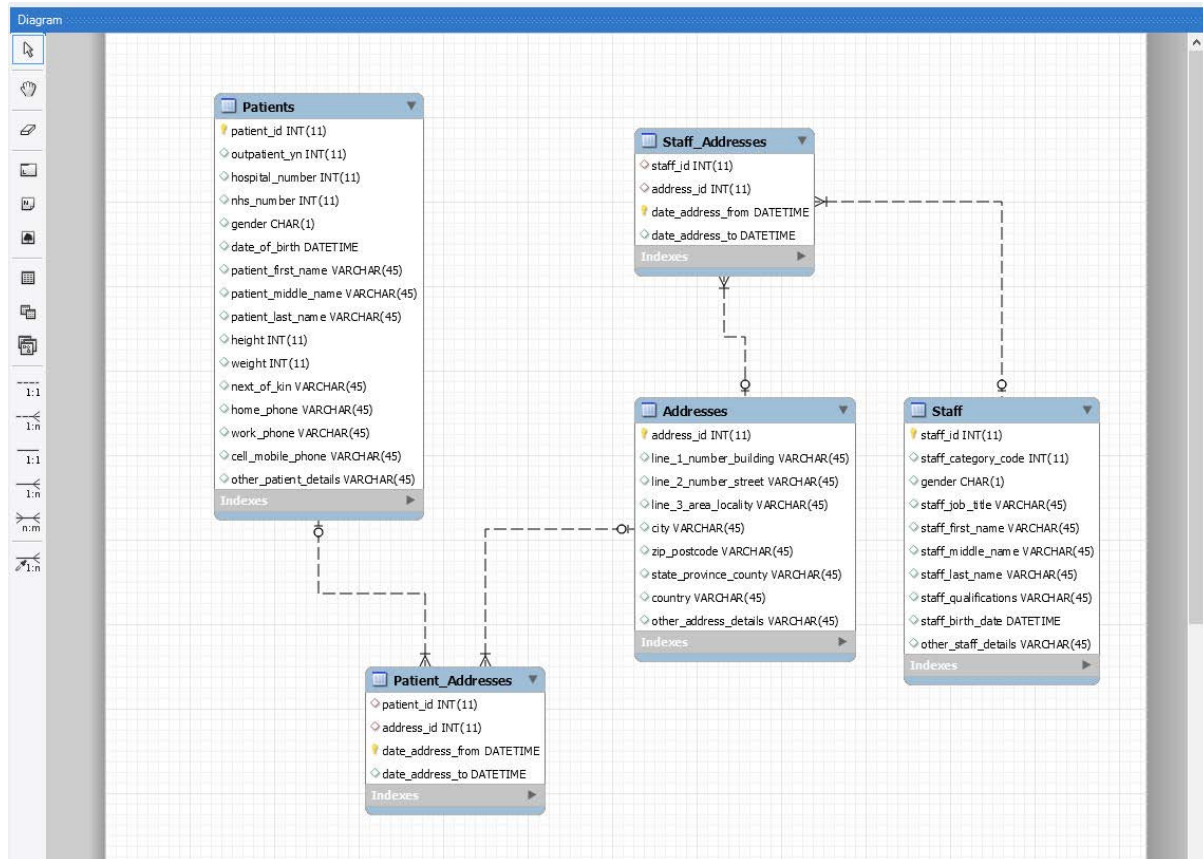 Diagram
1:1
1:n
1:1
1:n
n:m
1:n
Patients
patient_id INT(11)
outpatient_yn INT(11)
hospital_number INT(11)
nhs_number INT(11)
gender CHAR(1)
date_of_birth DATETIME
patient_first_name VARCHAR(45)
patient_middle_name VARCHAR(45)
patient_last_name VARCHAR(45)
height INT(11)
weight INT(11)
next_of_kin VARCHAR(45)
home_phone VARCHAR(45)
work_phone VARCHAR(45)
cell_mobile_phone VARCHAR(45)
other_patient_details VARCHAR(45)
Indexes
Staff_Addresses
staff_id INT(11)
address_id INT(11)
date_address_from DATETIME
date_address_to DATETIME
Indexes
Addresses
address_id INT(11)
line_1_number_building VARCHAR(45)
line_2_number_street VARCHAR(45)
line_3_area_locality VARCHAR(45)
city VARCHAR(45)
zip_postcode VARCHAR(45)
state_province_county VARCHAR(45)
country VARCHAR(45)
other_address_details VARCHAR(45)
Indexes
Staff
staff_id INT(11)
staff_category_code INT(11)
gender CHAR(1)
staff_job_title VARCHAR(45)
staff_first_name VARCHAR(45)
staff_middle_name VARCHAR(45)
staff_last_name VARCHAR(45)
staff_qualifications VARCHAR(45)
staff_birth_date DATETIME
other_staff_details VARCHAR(45)
Indexes
Patient_Addresses
patient_id INT(11)
address_id INT(11)
date_address_from DATETIME
date_address_to DATETIME
Indexes